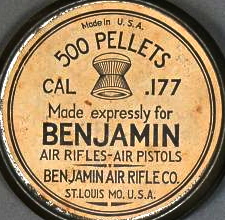 Made in U.S.A.
500 PELLETS
CAL .177
Made expressly for
BENJAMIN
AIR RIFLES-AIR PISTOLS
BENJAMIN AIR RIFLE CO.
ST. LOUIS MO. U.S.A.